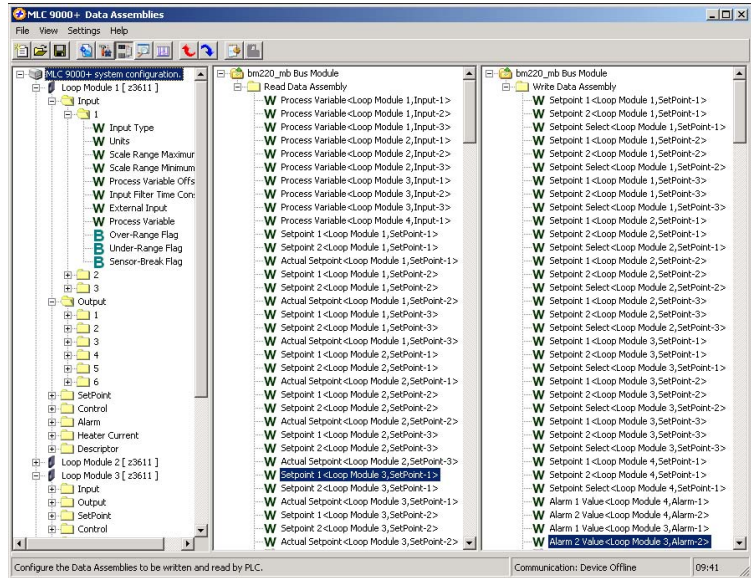 MLC 9000+ Data Assemblies
File View Settings Help
MLC 9000+ system configuration.
Loop Module 1 [ z3611 ]
Input
1
Input Type
Units
Scale Range Maximur
Scale Range Minimum
Process Variable Offs
Input Filter Time Con
External Input
Process Variable
Over-Range Flag
Under-Range Flag
Sensor-Break Flag
2
3
Output
1
2
3
4
5
6
SetPoint
Control
Alarm
Heater Current
Descriptor
Loop Module 2 [ z3611 ]
Loop Module 3 [ z3611 ]
Input
Output
SetPoint
Control
bm220_mb Bus Module
Read Data Assembly
W Process Variable<Loop Module 1,Input-1>
W Process Variable<Loop Module 1,Input-2>
W Process Variable<Loop Module 1,Input-3>
W Process Variable<Loop Module 2,Input-1>
W Process Variable<Loop Module 2,Input-2>
W Process Variable<Loop Module 2,Input-3>
W Process Variable<Loop Module 3,Input-1>
W Process Variable<Loop Module 3,Input-2>
W Process Variable<Loop Module 3,Input-3>
W Process Variable<Loop Module 4,Input-1>
W Setpoint 1<Loop Module 1,SetPoint-1>
W Setpoint 2<Loop Module 1,SetPoint-1>
W Actual Setpoint<Loop Module 1,SetPoint-1>
W Setpoint 1<Loop Module 1,SetPoint-2>
W Setpoint 2<Loop Module 1,SetPoint-2>
W Actual Setpoint<Loop Module 1,SetPoint-2>
W Setpoint 1<Loop Module 1,SetPoint-3>
W Setpoint 2<Loop Module 1,SetPoint-3>
W Actual Setpoint<Loop Module 1,SetPoint-3>
W Setpoint 1<Loop Module 2,SetPoint-1>
W Setpoint 2<Loop Module 2,SetPoint-1>
W Actual Setpoint<Loop Module 2,SetPoint-1>
W Setpoint 1<Loop Module 2,SetPoint-2>
W Setpoint 2<Loop Module 2,SetPoint-2>
W Actual Setpoint<Loop Module 2,SetPoint-2>
W Setpoint 1<Loop Module 2,SetPoint-3>
W Setpoint 2<Loop Module 2,SetPoint-3>
W Actual Setpoint<Loop Module 2,SetPoint-3>
W Setpoint 1<Loop Module 3,SetPoint-1>
W Setpoint 2<Loop Module 3,SetPoint-1>
W Actual Setpoint<Loop Module 3,SetPoint-1>
W Setpoint 1<Loop Module 3,SetPoint-2>
W Setpoint 2<Loop Module 3,SetPoint-2>
W Actual Setpoint<Loop Module 3,SetPoint-2>
bm220_mb Bus Module
Write Data Assembly
W Setpoint 1<Loop Module 1,SetPoint-1>
W Setpoint 2<Loop Module 1,SetPoint-1>
W Setpoint Select<Loop Module 1,SetPoint-1>
W Setpoint 1<Loop Module 1,SetPoint-2>
W Setpoint 2<Loop Module 1,SetPoint-2>
W Setpoint Select<Loop Module 1,SetPoint-2>
W Setpoint 1<Loop Module 1,SetPoint-3>
W Setpoint 2<Loop Module 1,SetPoint-3>
W Setpoint Select<Loop Module 1,SetPoint-3>
W Setpoint 1<Loop Module 2,SetPoint-1>
W Setpoint 2<Loop Module 2,SetPoint-1>
W Setpoint Select<Loop Module 2,SetPoint-1>
W Setpoint 1<Loop Module 2,SetPoint-2>
W Setpoint 2<Loop Module 2,SetPoint-2>
W Setpoint Select<Loop Module 2,SetPoint-2>
W Setpoint 1<Loop Module 2,SetPoint-3>
W Setpoint 2<Loop Module 2,SetPoint-3>
W Setpoint Select<Loop Module 2,SetPoint-3>
W Setpoint 1<Loop Module 3,SetPoint-1>
W Setpoint 2<Loop Module 3,SetPoint-1>
W Setpoint Select<Loop Module 3,SetPoint-1>
W Setpoint 1<Loop Module 3,SetPoint-2>
W Setpoint 2<Loop Module 3,SetPoint-2>
W Setpoint Select<Loop Module 3,SetPoint-2>
W Setpoint 1<Loop Module 3,SetPoint-3>
W Setpoint 2<Loop Module 3,SetPoint-3>
W Setpoint Select<Loop Module 3,SetPoint-3>
W Setpoint 1<Loop Module 4,SetPoint-1>
W Setpoint 2<Loop Module 4,SetPoint-1>
W Setpoint Select<Loop Module 4,SetPoint-1>
W Alarm 1 Value<Loop Module 4,Alarm-1>
W Alarm 2 Value<Loop Module 4,Alarm-2>
W Alarm 1 Value<Loop Module 3,Alarm-1>
W Alarm 2 Value<Loop Module 3,Alarm-2>
Configure the Data Assemblies to be written and read by PLC.
Communication: Device Offline
09:41